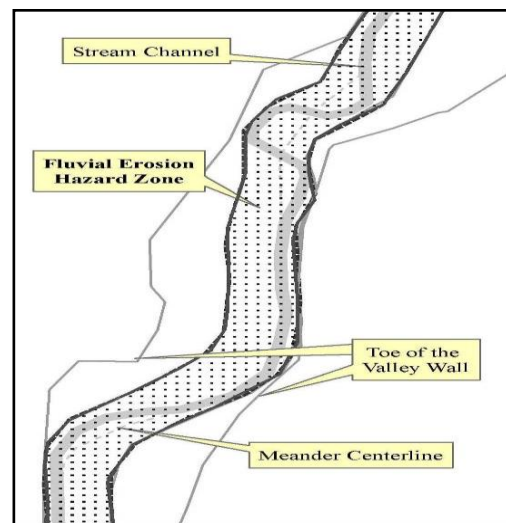 Stream Channel
Fluvial Erosion
Hazard Zone
Toe of the
Valley Wall
Meander Centerline